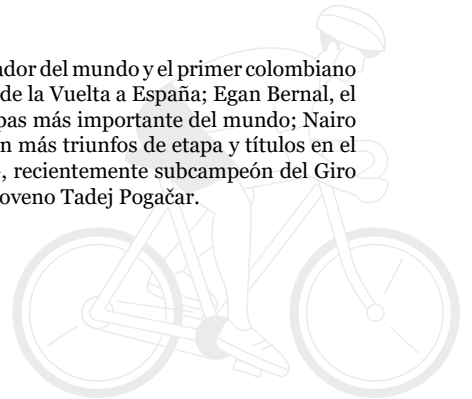 ador del mundo y el primer colombiano
de la Vuelta a España; Egan Bernal, el
pas más importante del mundo; Nairo
n más triunfos de etapa y títulos en el
, recientemente subcampeón del Giro
oveno Tadej Pogačar.